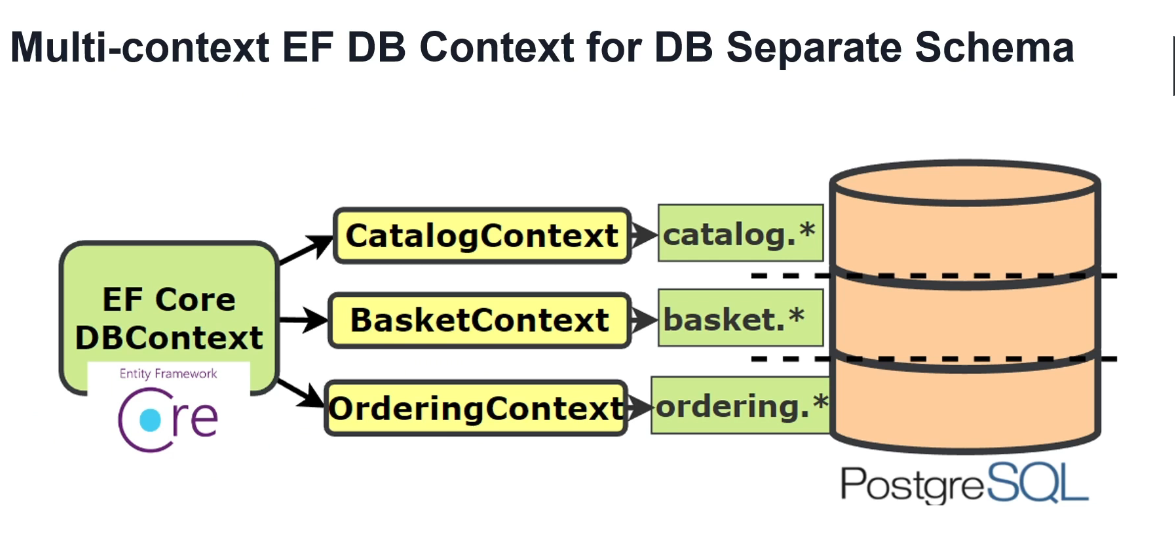 Multi-context EF DB Context for DB Separate Schema
EF Core
DBContext
Entity Framework
Core
CatalogContext
catalog.*
BasketContext
basket.*
OrderingContext
ordering.*
PostgreSQL